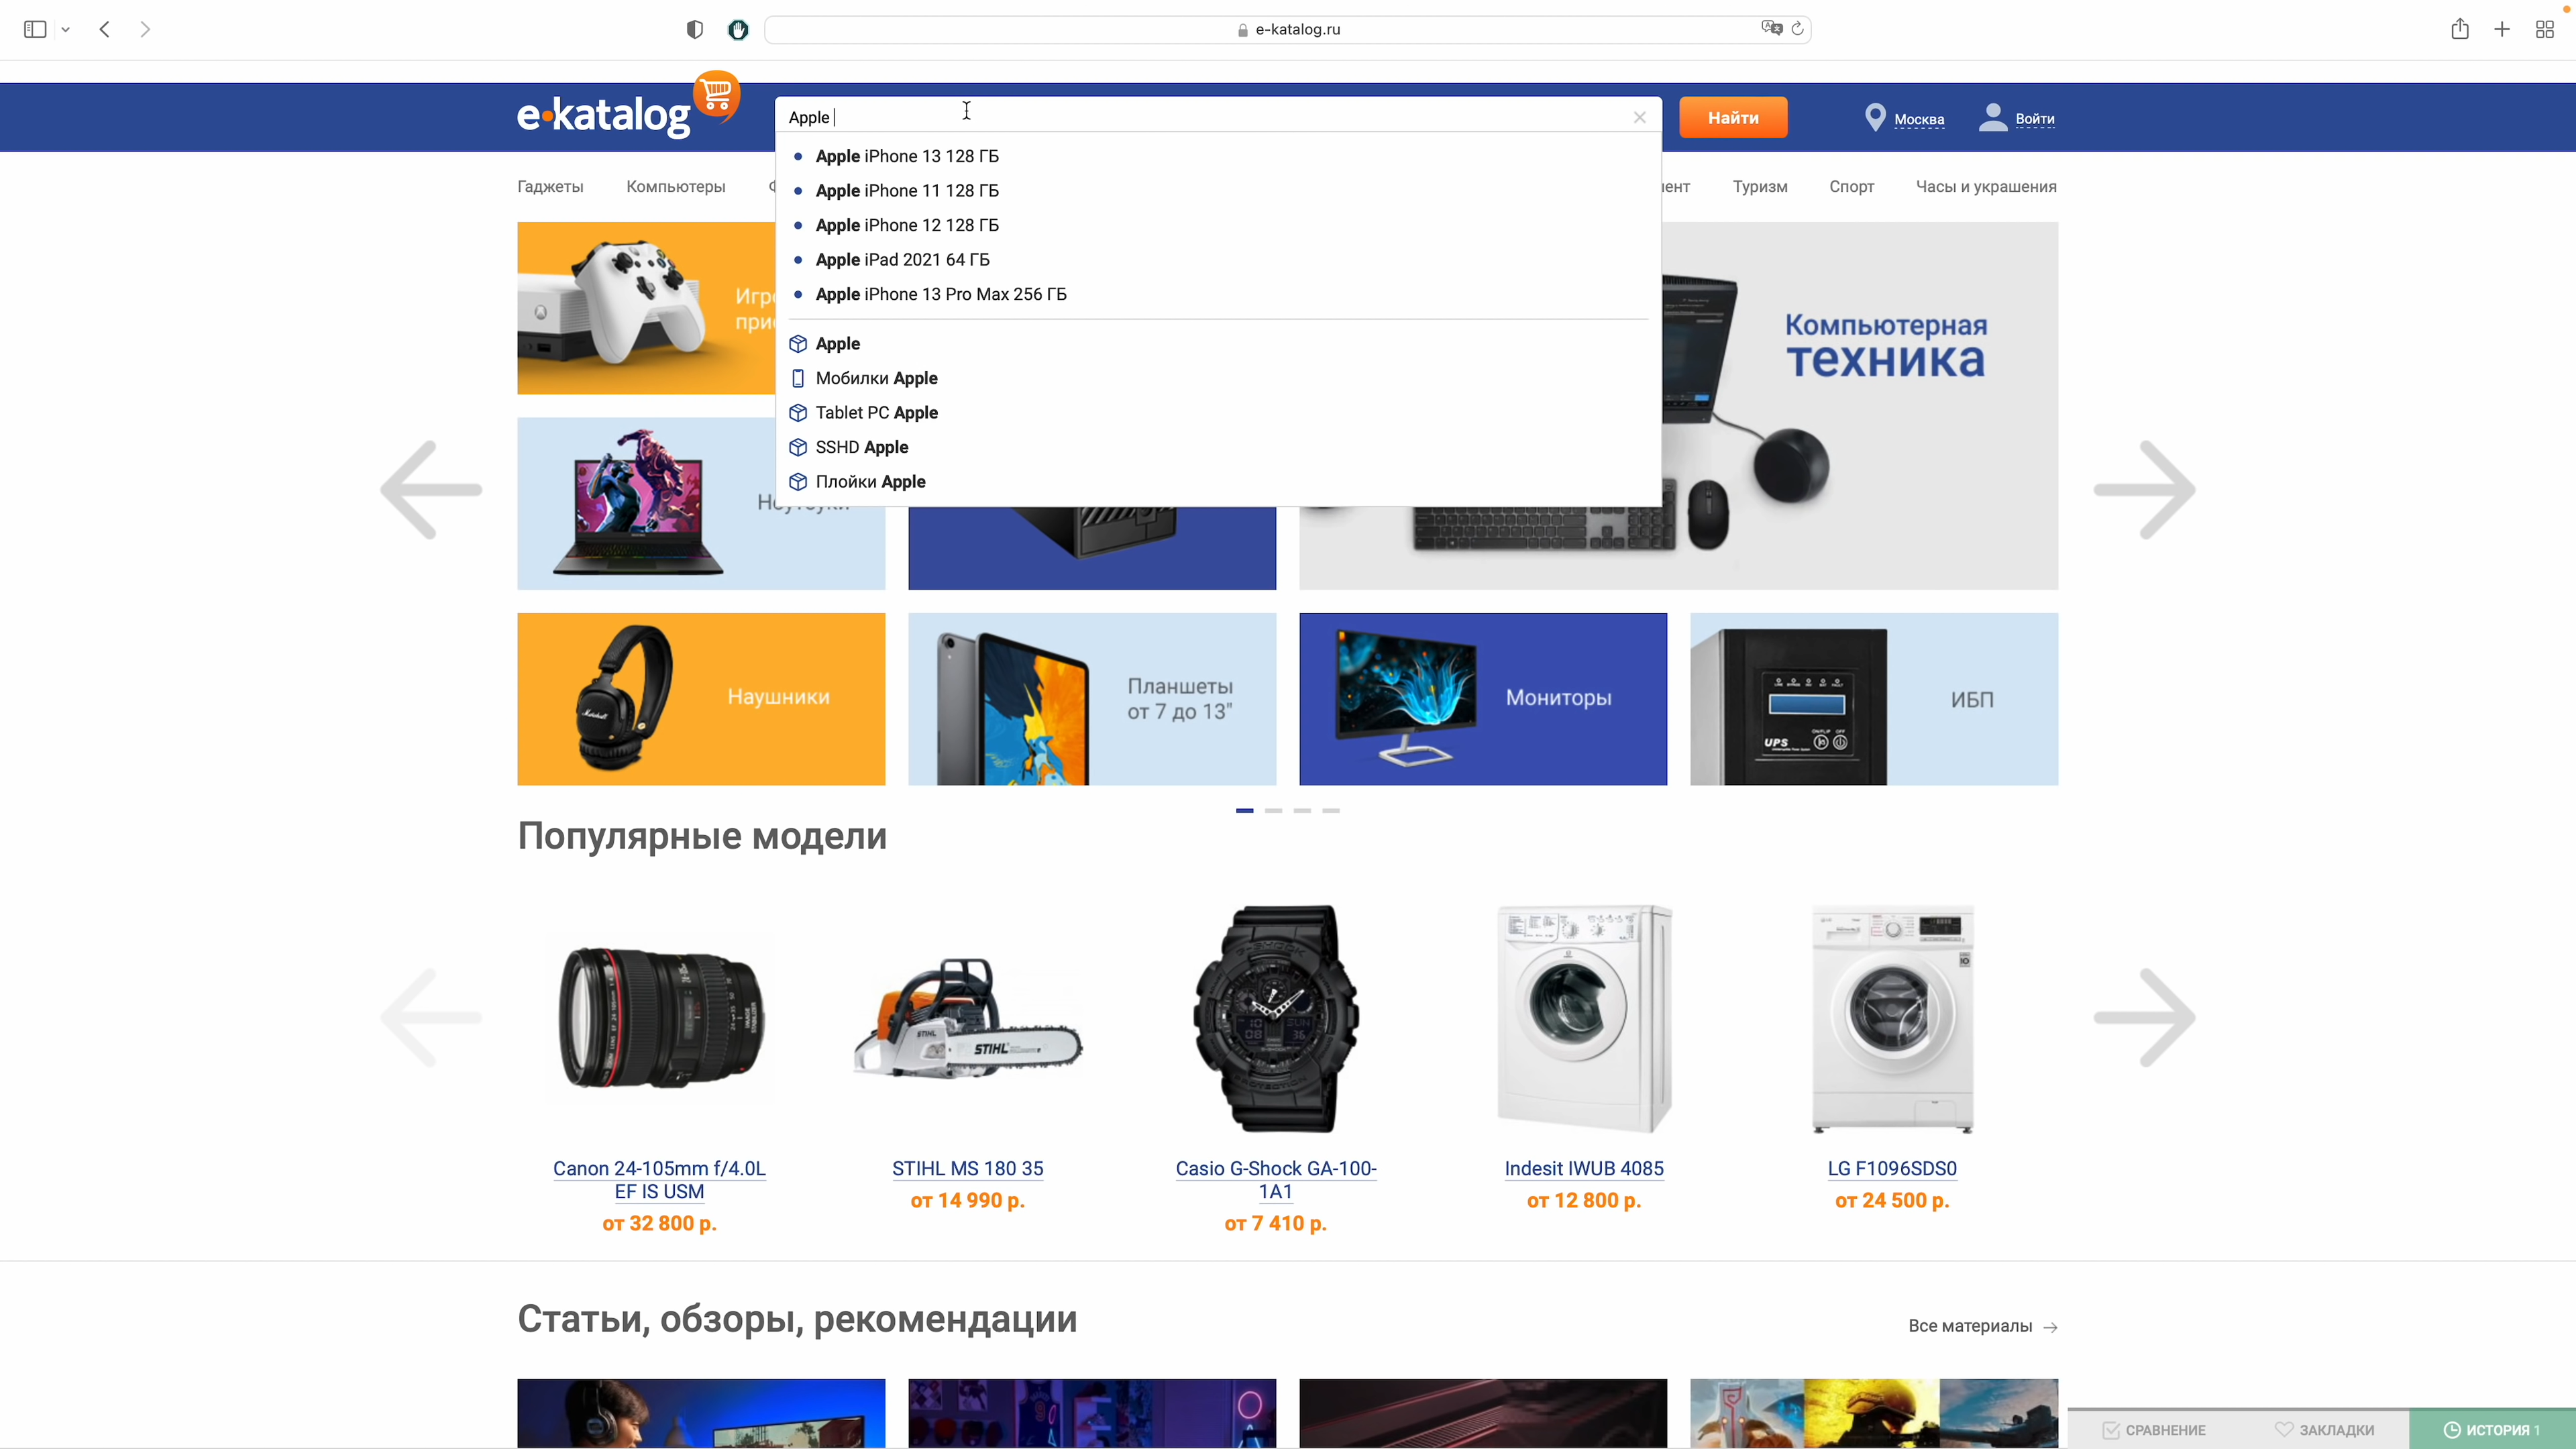 e-katalog.ru
e-katalog
Apple
Найти
Москва
Войти
Apple iPhone 13 128 ГБ
Apple iPhone 11 128 ГБ
Apple iPhone 12 128 ГБ
Apple iPad 2021 64 ГБ
Apple iPhone 13 Pro Max 256 ГБ
Apple
Мобилки Apple
Tablet PC Apple
SSHD Apple
Плойки Apple
Гаджеты Компьютеры
Туризм Спорт Часы и украшения
Компьютерная
техника
Наушники
Планшеты
от 7 до 13"
Мониторы
UPS
ИБП
Популярные модели
STIHL
STIHL
Canon 24-105mm f/4.0L
EF IS USM
от 32 800 р.
STIHL MS 180 35
от 14 990 р.
Casio G-Shock GA-100-
1A1
от 7 410 р.
Indesit IWUB 4085
от 12 800 р.
LG F1096SDS0
от 24 500 р.
Статьи, обзоры, рекомендации
Все материалы
СРАВНЕНИЕ
ЗАКЛАДКИ
ИСТОРИЯ 1